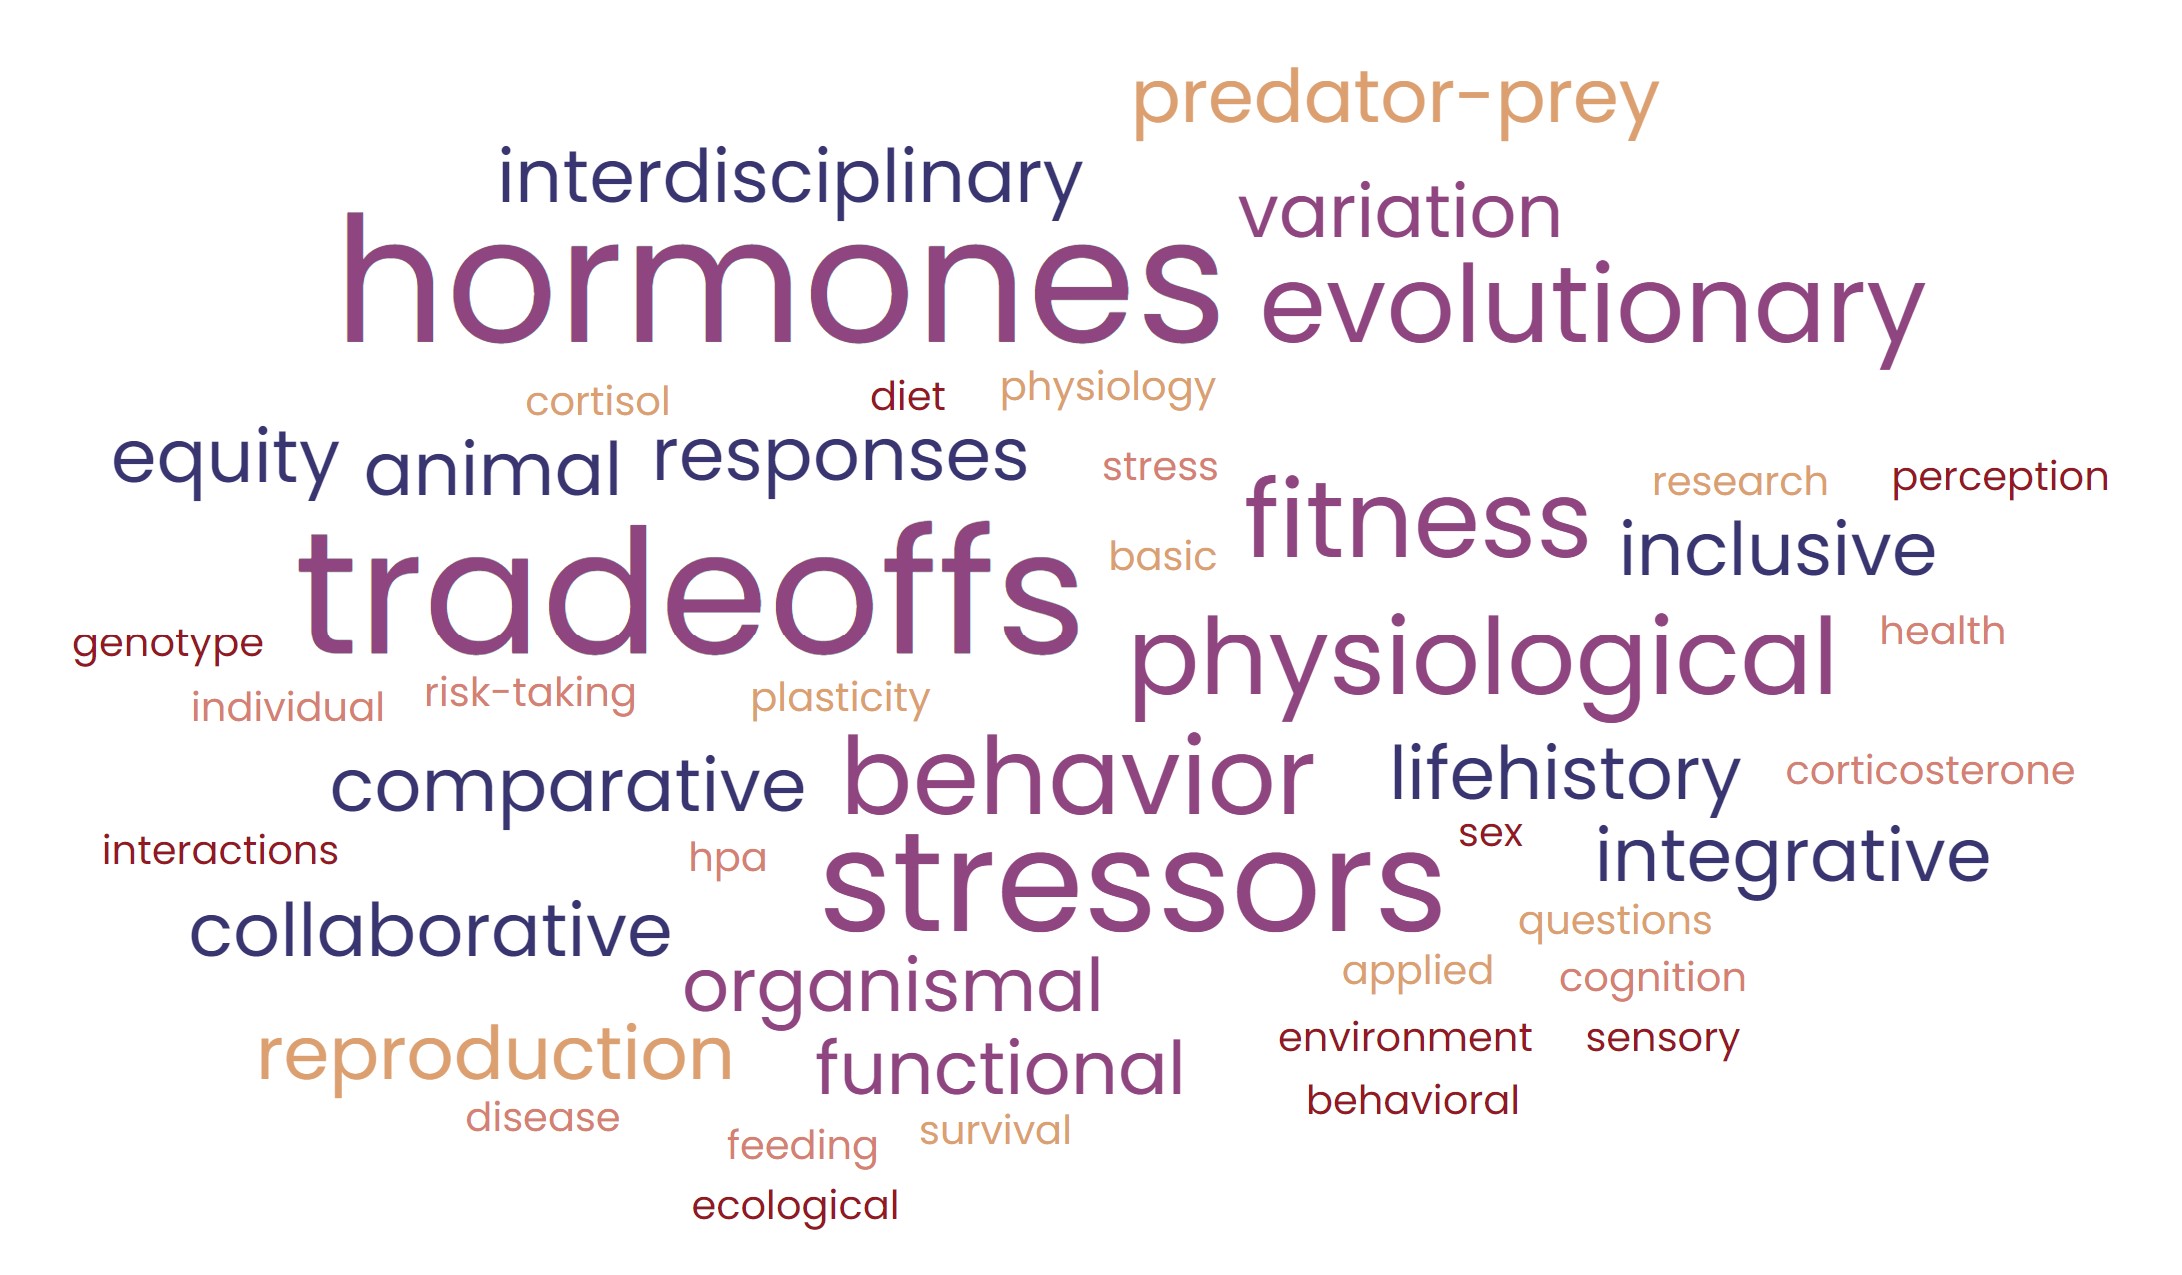 predator-prey
interdisciplinary
variation
hormones
evolutionary
cortisol
diet
physiology
equity
animal
responses
stress
fitness
research
perception
tradeoffs
basic
inclusive
genotype
physiological
health
individual
risk-taking
plasticity
comparative
behavior
lifehistory
corticosterone
interactions
hpa
stressors
sex
integrative
collaborative
questions
organismal
applied
cognition
reproduction
functional
environment
sensory
disease
feeding
survival
behavioral
ecological